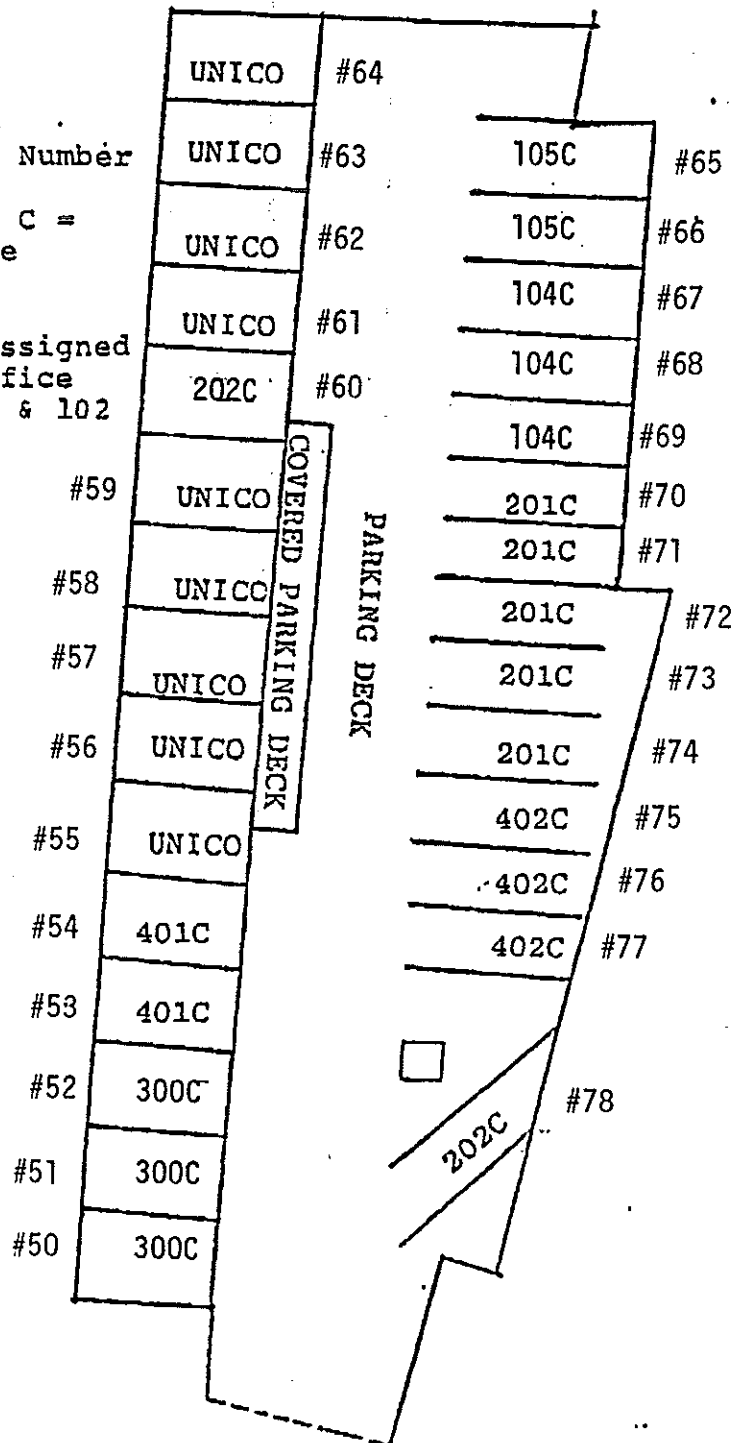 UNICO #64
Number UNICO #63 105C #65
C = UNICO #62 105C #66
e
UNICO #61 104C #67
ssigned
fice 202C #60 104C #68
& 102
104C #69
#59 UNICO 201C #70
201C #71
#58 UNICO 201C #72
#57 UNICO 201C #73
#56 UNICO 201C #74
#55 UNICO 402C #75
402C #76
#54 401C 402C #77
#53 401C
#52 300C 202C #78
#51 300C
#50 300C
COVERED PARKING DECK
PARKING DECK